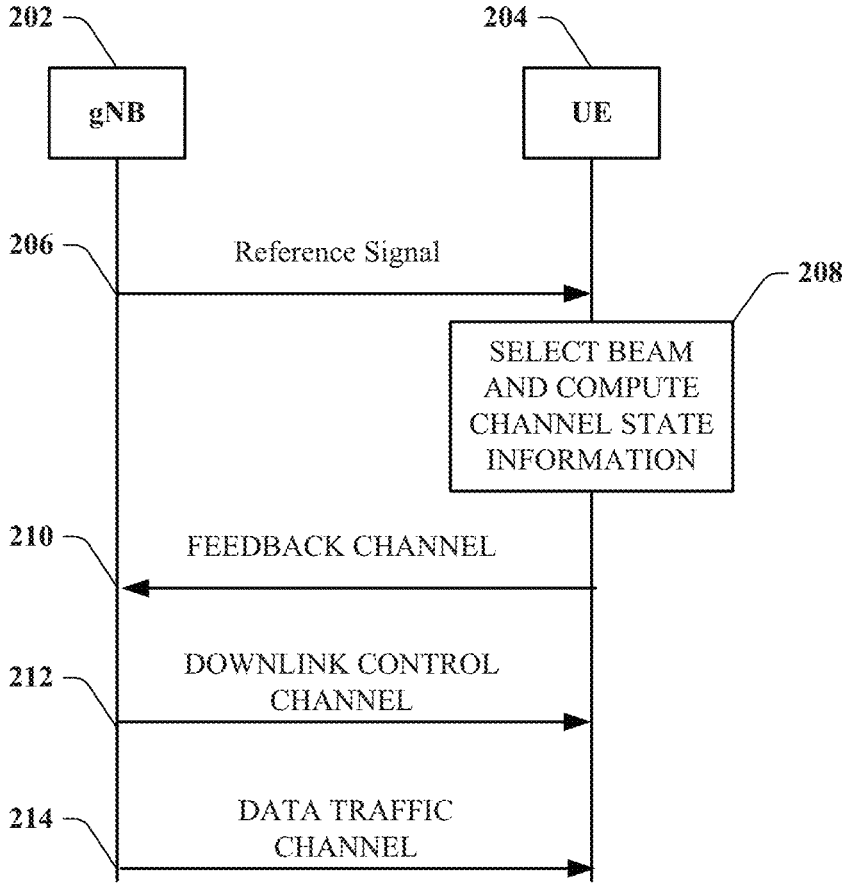 202
204
gNB
UE
206
Reference Signal
208
SELECT BEAM
AND COMPUTE
CHANNEL STATE
INFORMATION
210
FEEDBACK CHANNEL
212
DOWNLINK CONTROL
CHANNEL
214
DATA TRAFFIC
CHANNEL